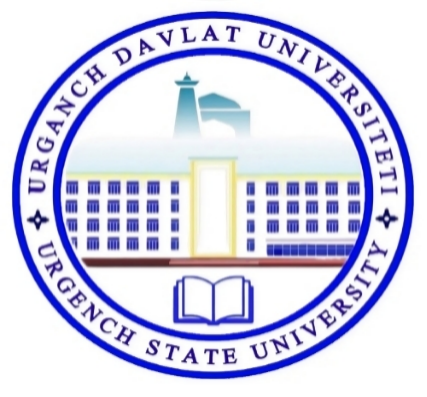 URGANCH DAVLAT UNIVERSITETI
URGENCH STATE UNIVERSITY